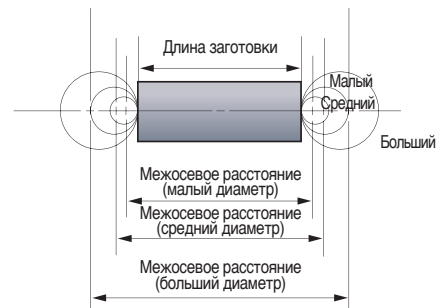 Длина заготовки
Малый
Средний
Больший
Межосевое расстояние
(малый диаметр)
Межосевое расстояние
(средний диаметр)
Межосевое расстояние
(больший диаметр)